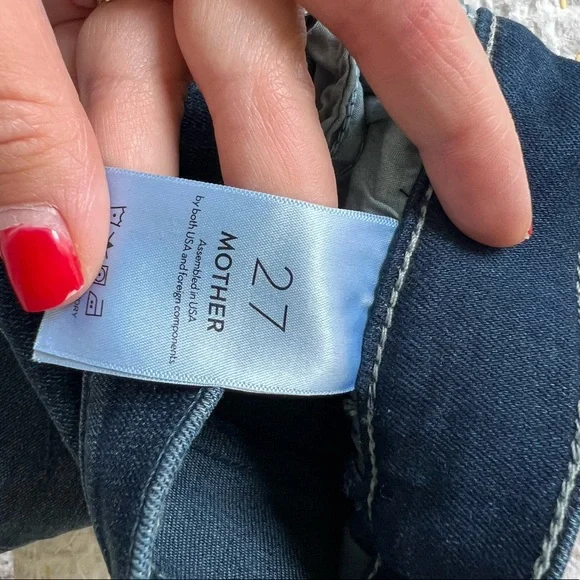 27
MOTHER
Assembled in USA
by both USA and foreign components